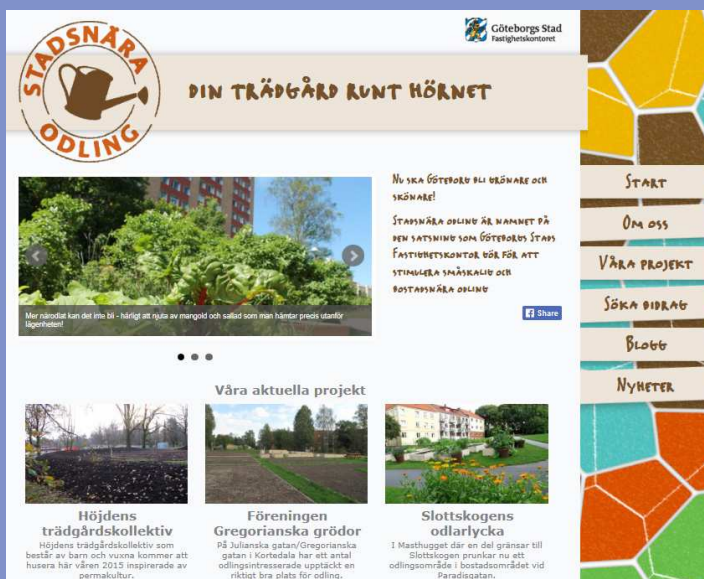 STADSNÄRA
ODLING
Göteborgs Stad
Fastighetskontoret
DIN TRÄDGÅRD RUNT HÖRNET
NU SKA GÖTEBORG BLI GRÖNARE OCH
SKÖNARE!
STADSNÄRA ODLING ÄR NAMNET PÅ
DEN SATSNING SOM GÖTEBORGS STADS
FASTIGHETSKONTOR GÖR FÖR ATT
STIMULERA SMÅSKALIG OCH
BOSTADSNÄRA ODLING
Share
Mer närodlat kan det inte bli - härligt att njuta av mangold och sallad som man hämtar precis utanför
lägenheten!
START
OM OSS
VÅRA PROJEKT
SÖKA BIDRAG
BLOGG
NYHETER
Våra aktuella projekt
Höjdens
trädgårdskollektiv
Höjdens trädgårdskollektiv som
består av barn och vuxna kommer att
husera här våren 2015 inspirerade av
permakultur.
Föreningen
Gregorianska grödor
På Julianska gatan/Gregorianska
gatan i Kortedala har ett antal
odlingsintresserade upptäckt en
riktigt bra plats för odling.
Slottskogens
odlarlycka
I Masthugget där en del gränsar till
Slottskogen prunkar nu ett
odlingsområde i bostadsområdet vid
Paradisgatan.